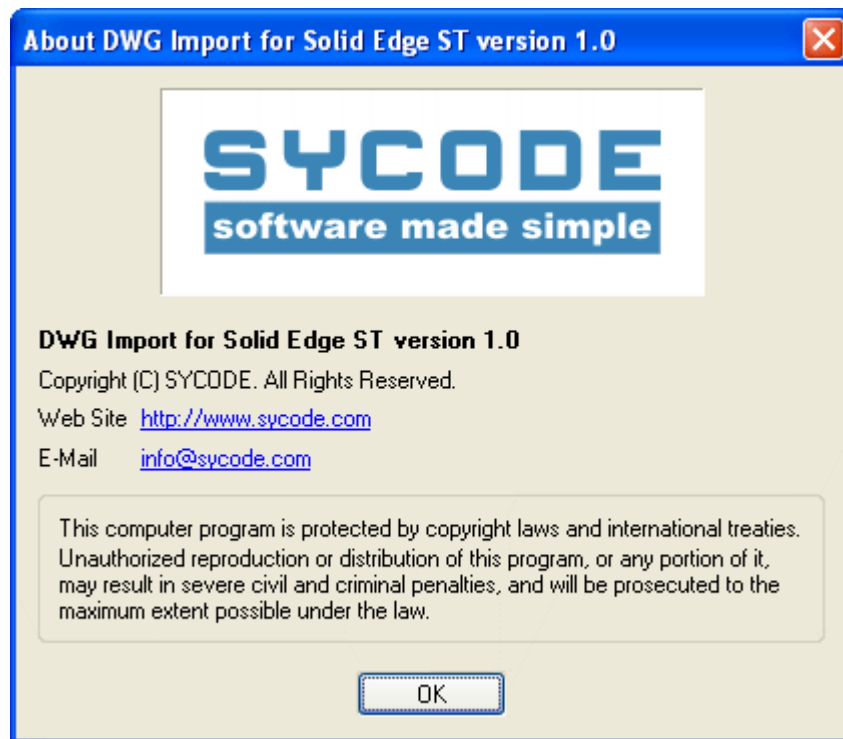 About DWG Import for Solid Edge ST version 1.0
SYCODE
software made simple
DWG Import for Solid Edge ST version 1.0
Copyright (C) SYCODE. All Rights Reserved.
Web Site http://www.sycode.com
E-Mail info@sycode.com
This computer program is protected by copyright laws and international treaties.
Unauthorized reproduction or distribution of this program, or any portion of it,
may result in severe civil and criminal penalties, and will be prosecuted to the
maximum extent possible under the law.
OK